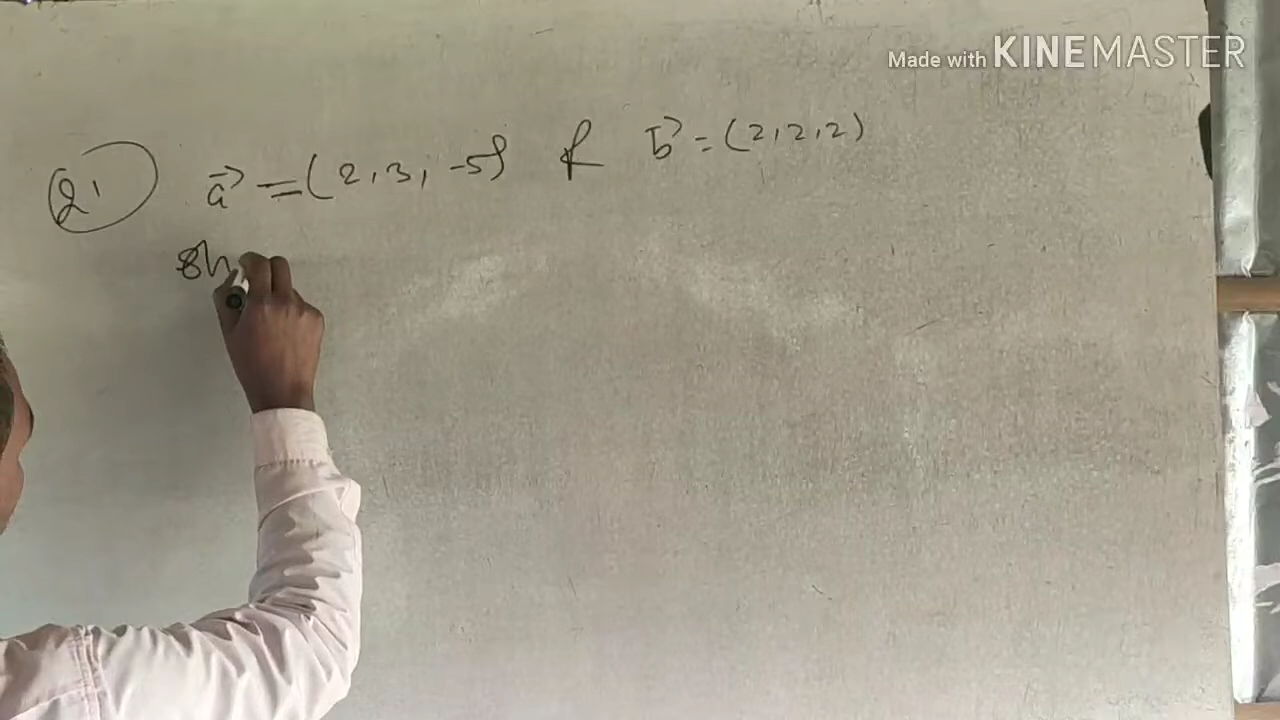 Made with KINEMASTER
Q1 a⃗ = (2, 3, -5) & b⃗ = (2, 2, 2)
Sh